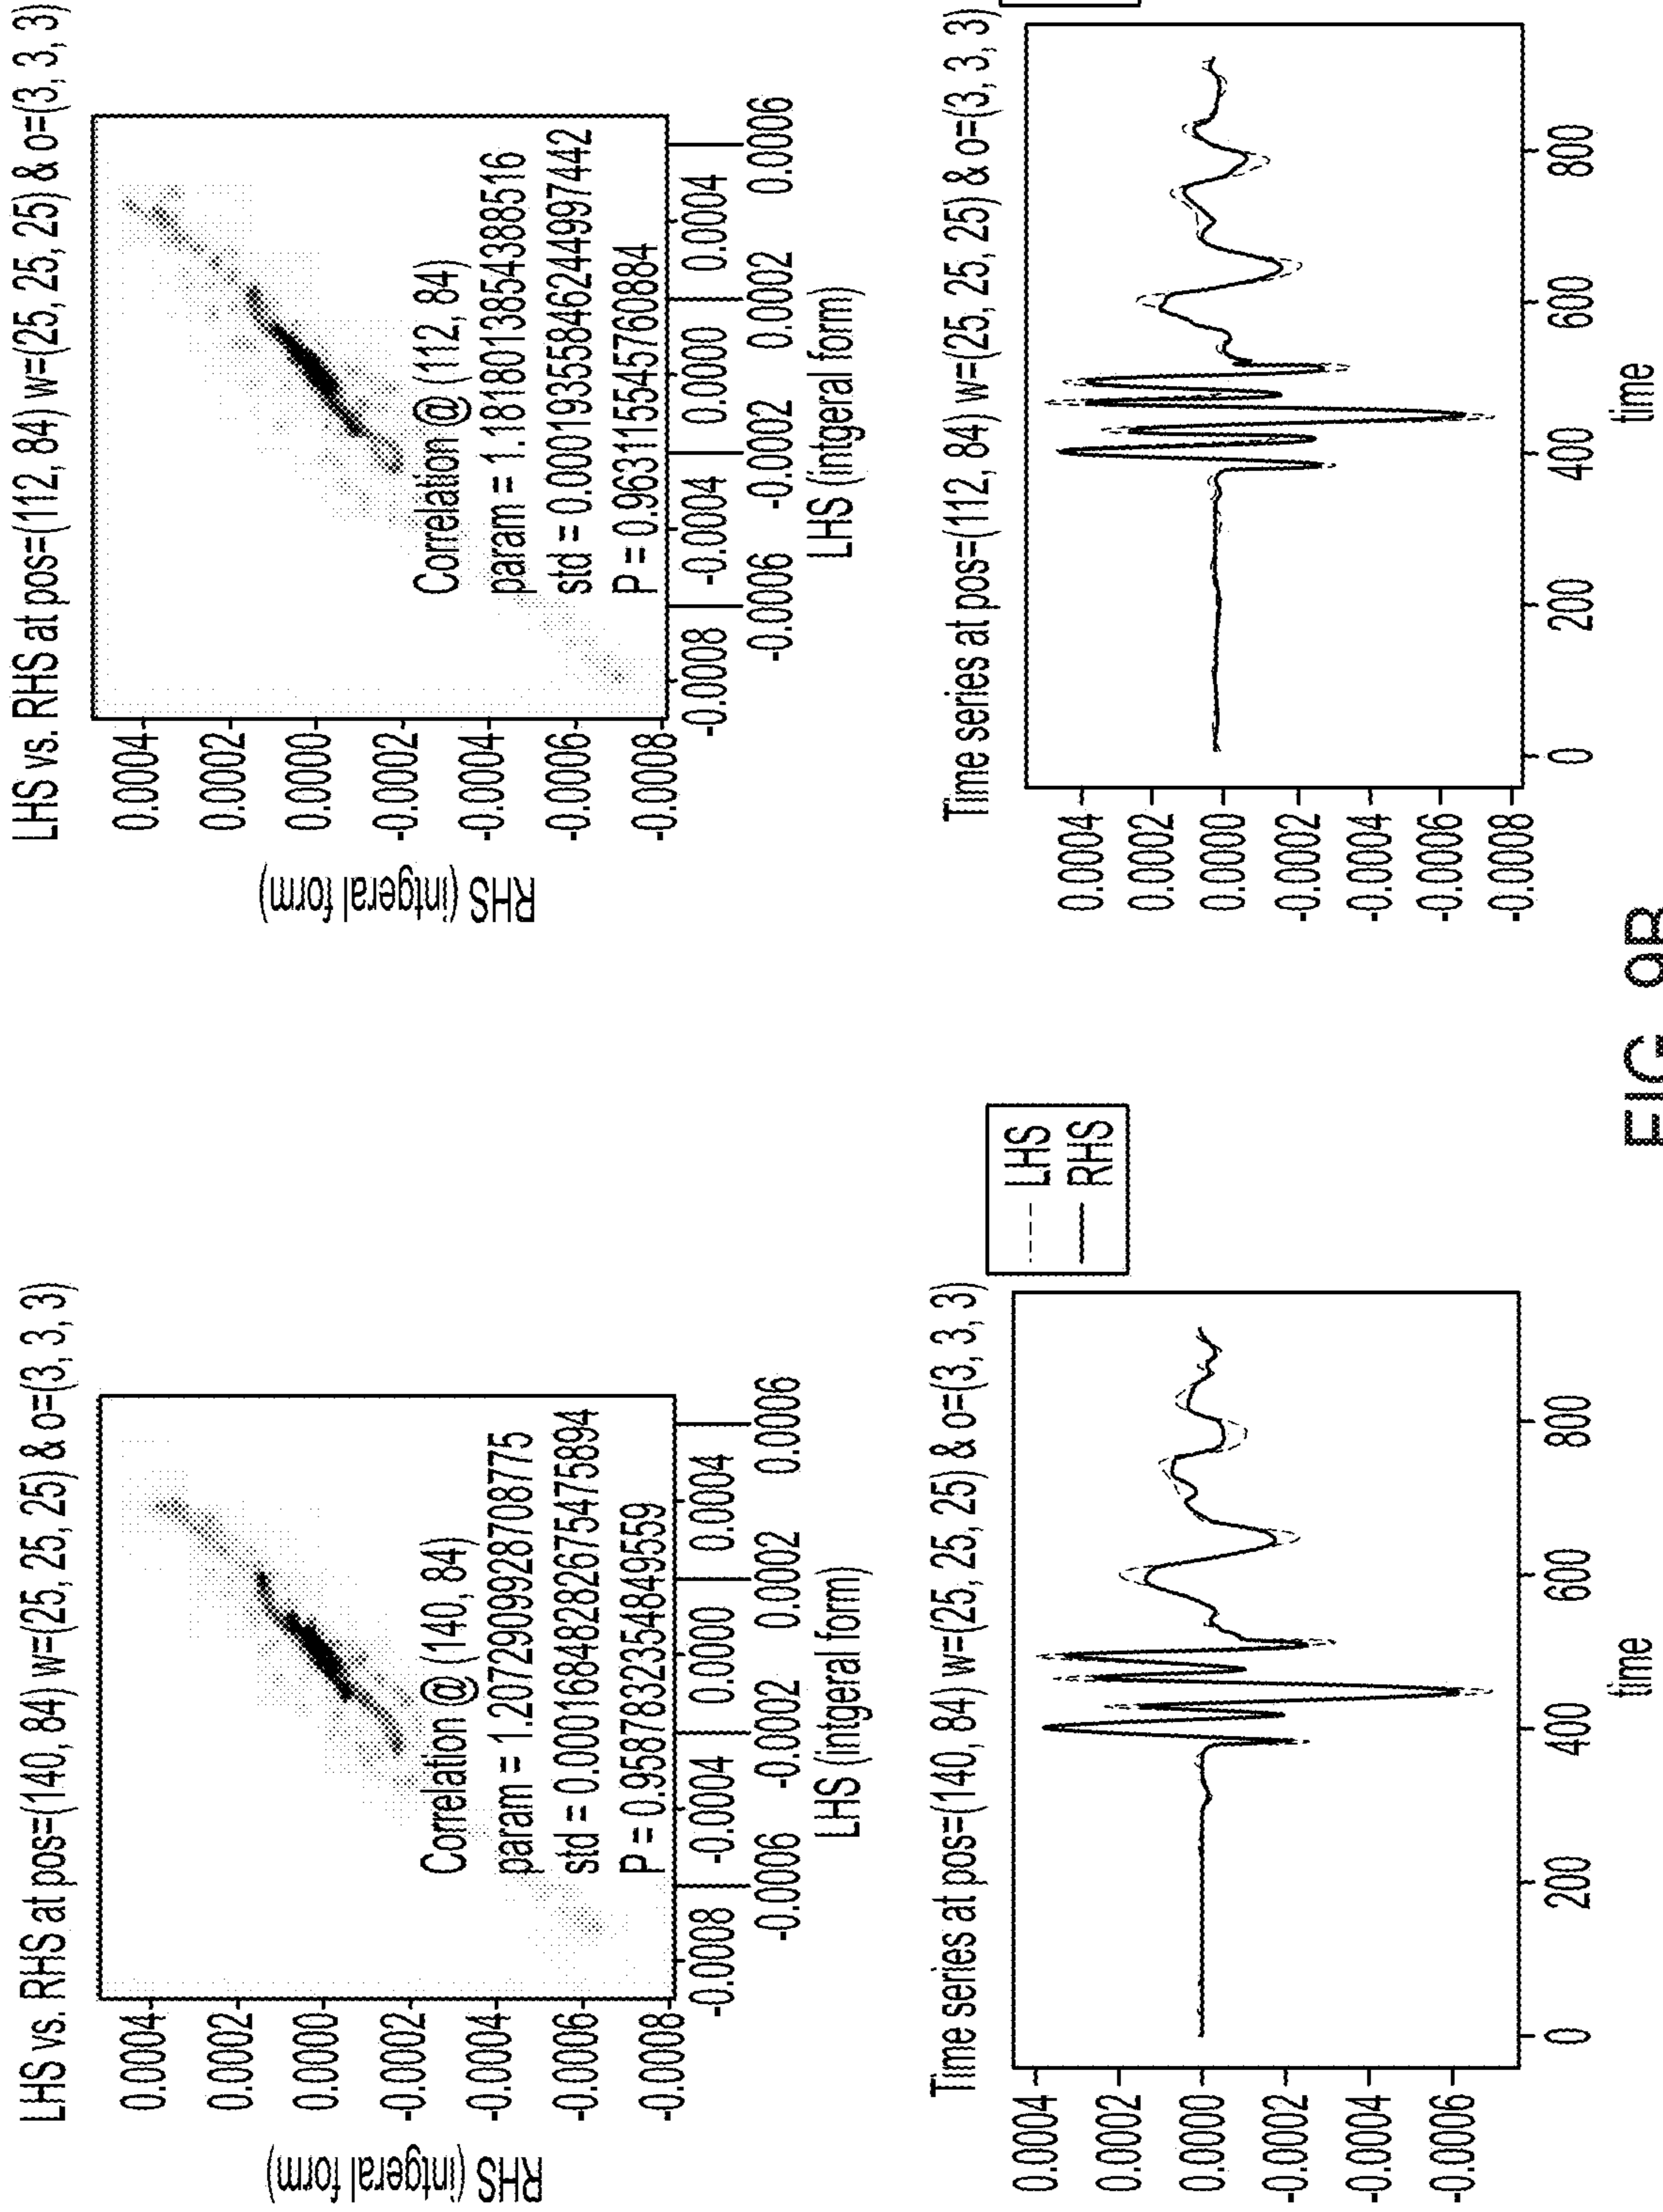 LHS vs. RHS at pos=(140, 84) w=(25, 25, 25) & o=(3, 3, 3)
RHS (intgeral form)
0.0004
0.0002
0.0000
-0.0002
-0.0004
-0.0006
-0.0008
Correlation @ (140, 84)
param = 1.2072909928708775
std = 0.00016848282675475894
P = 0.9587832354849559
-0.0008 -0.0004 0.0000 0.0004
-0.0006 -0.0002 0.0002 0.0006
LHS (intgeral form)
LHS vs. RHS at pos=(112, 84) w=(25, 25, 25) & o=(3, 3, 3)
RHS (intgeral form)
0.0004
0.0002
0.0000
-0.0002
-0.0004
-0.0006
-0.0008
Correlation @ (112, 84)
param = 1.1818013854388516
std = 0.00019355846244997442
P = 0.963115545760884
-0.0008 -0.0004 0.0000 0.0004
-0.0006 -0.0002 0.0002 0.0006
LHS (intgeral form)
Time series at pos=(140, 84) w=(25, 25, 25) & o=(3, 3, 3)
LHS
RHS
0.0004
0.0002
0.0000
-0.0002
-0.0004
-0.0006
0 200 400 600 800
time
Time series at pos=(112, 84) w=(25, 25, 25) & o=(3, 3, 3)
0.0004
0.0002
0.0000
-0.0002
-0.0004
-0.0006
-0.0008
0 200 400 600 800
time
FIG. 9B